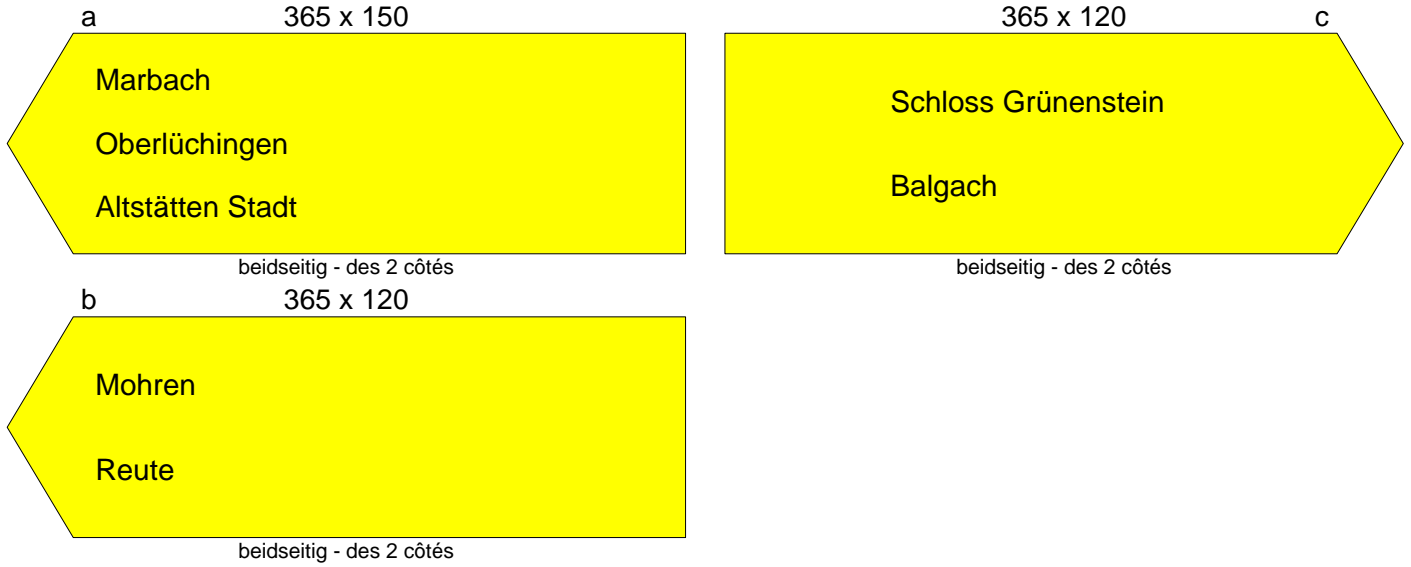 a 365 x 150
Marbach
Oberlüchingen
Altstätten Stadt
beidseitig - des 2 côtés
365 x 120 c
Schloss Grünenstein
Balgach
beidseitig - des 2 côtés
b 365 x 120
Mohren
Reute
beidseitig - des 2 côtés